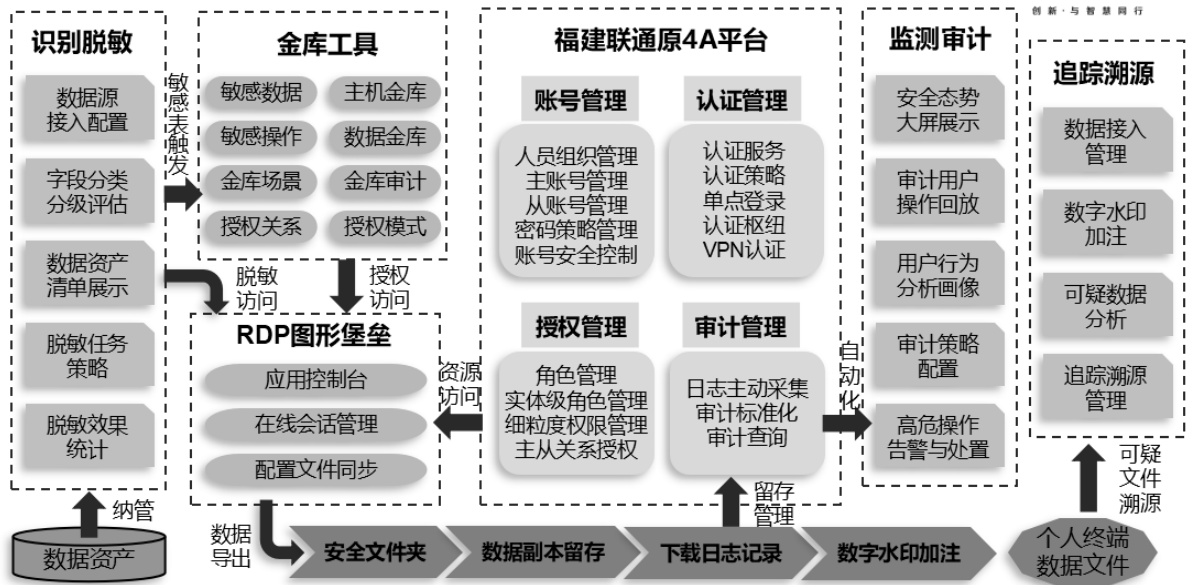 创新·与智慧同行
识别脱敏
数据源
接入配置
字段分类
分级评估
数据资产
清单展示
脱敏任务
策略
脱敏效果
统计
纳管
数据资产
敏感表触发
金库工具
敏感数据
主机金库
敏感操作
数据金库
金库场景
金库审计
授权关系
授权模式
脱敏
访问
授权
访问
RDP图形堡垒
应用控制台
在线会话管理
配置文件同步
资源
访问
数据
导出
福建联通原4A平台
账号管理
人员组织管理
主账号管理
从账号管理
密码策略管理
账号安全控制
认证管理
认证服务
认证策略
单点登录
认证枢纽
VPN认证
授权管理
角色管理
实体级角色管理
细粒度权限管理
主从关系授权
审计管理
日志主动采集
审计标准化
审计查询
自动化
留存
管理
监测审计
安全态势
大屏展示
审计用户
操作回放
用户行为
分析画像
审计策略
配置
高危操作
告警与处置
追踪溯源
数据接入
管理
数字水印
加注
可疑数据
分析
追踪溯源
管理
可疑
文件
溯源
安全文件夹
数据副本留存
下载日志记录
数字水印加注
个人终端
数据文件